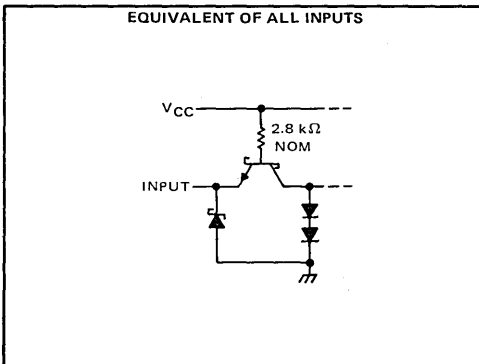 EQUIVALENT OF ALL INPUTS
VCC
2.8 kΩ
NOM
INPUT